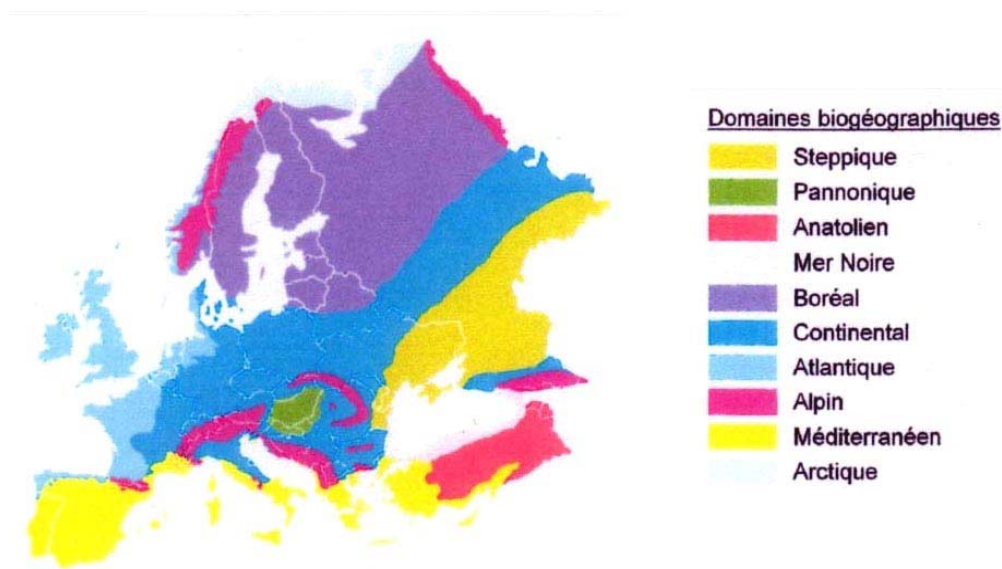 Domaines biogéographiques
Steppique
Pannonique
Anatolien
Mer Noire
Boréal
Continental
Atlantique
Alpin
Méditerranéen
Arctique